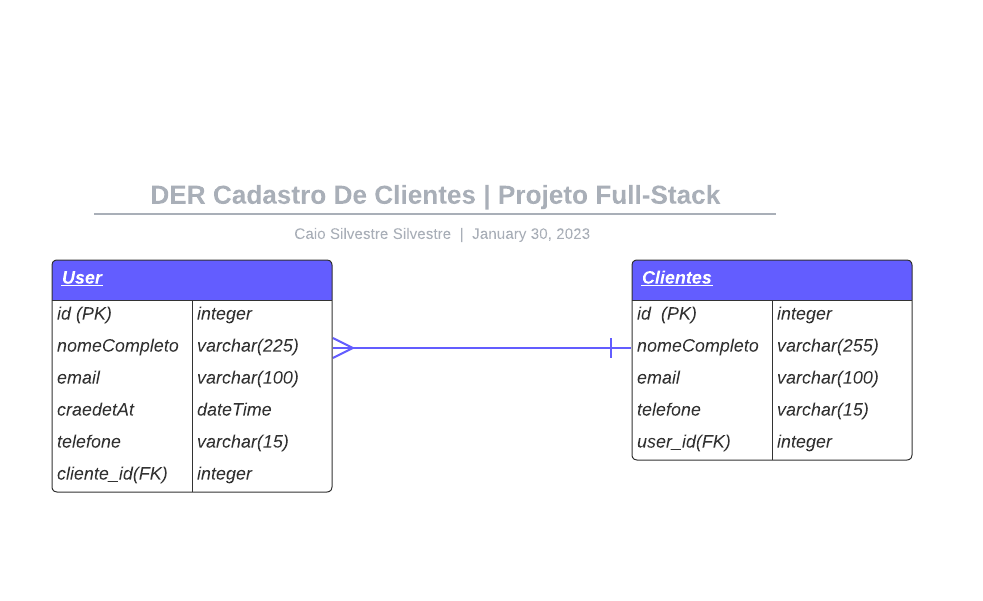 DER Cadastro De Clientes | Projeto Full-Stack
Caio Silvestre Silvestre | January 30, 2023
User
id (PK) integer
nomeCompleto varchar(225)
email varchar(100)
craedetAt dateTime
telefone varchar(15)
cliente_id(FK) integer
Clientes
id (PK) integer
nomeCompleto varchar(255)
email varchar(100)
telefone varchar(15)
user_id(FK) integer